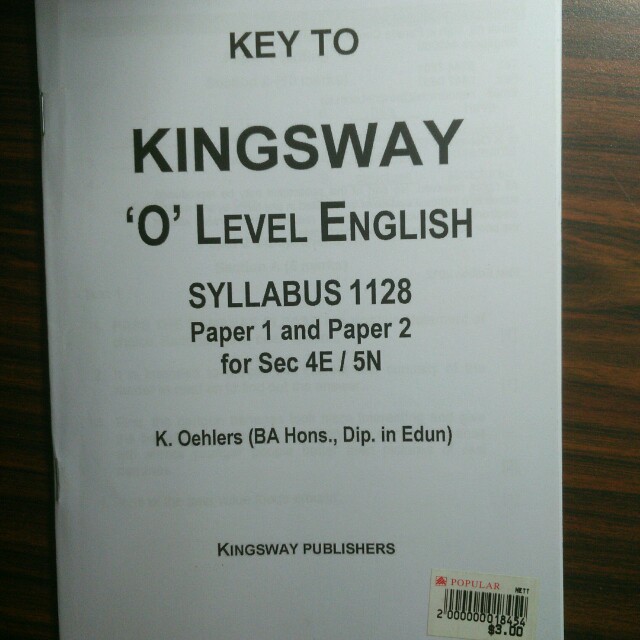 KEY TO
KINGSWAY
‘O’ LEVEL ENGLISH
SYLLABUS 1128
Paper 1 and Paper 2
for Sec 4E / 5N
K. Oehlers (BA Hons., Dip. in Edun)
KINGSWAY PUBLISHERS
POPULAR
NETT
2 000000 018454
$3.00